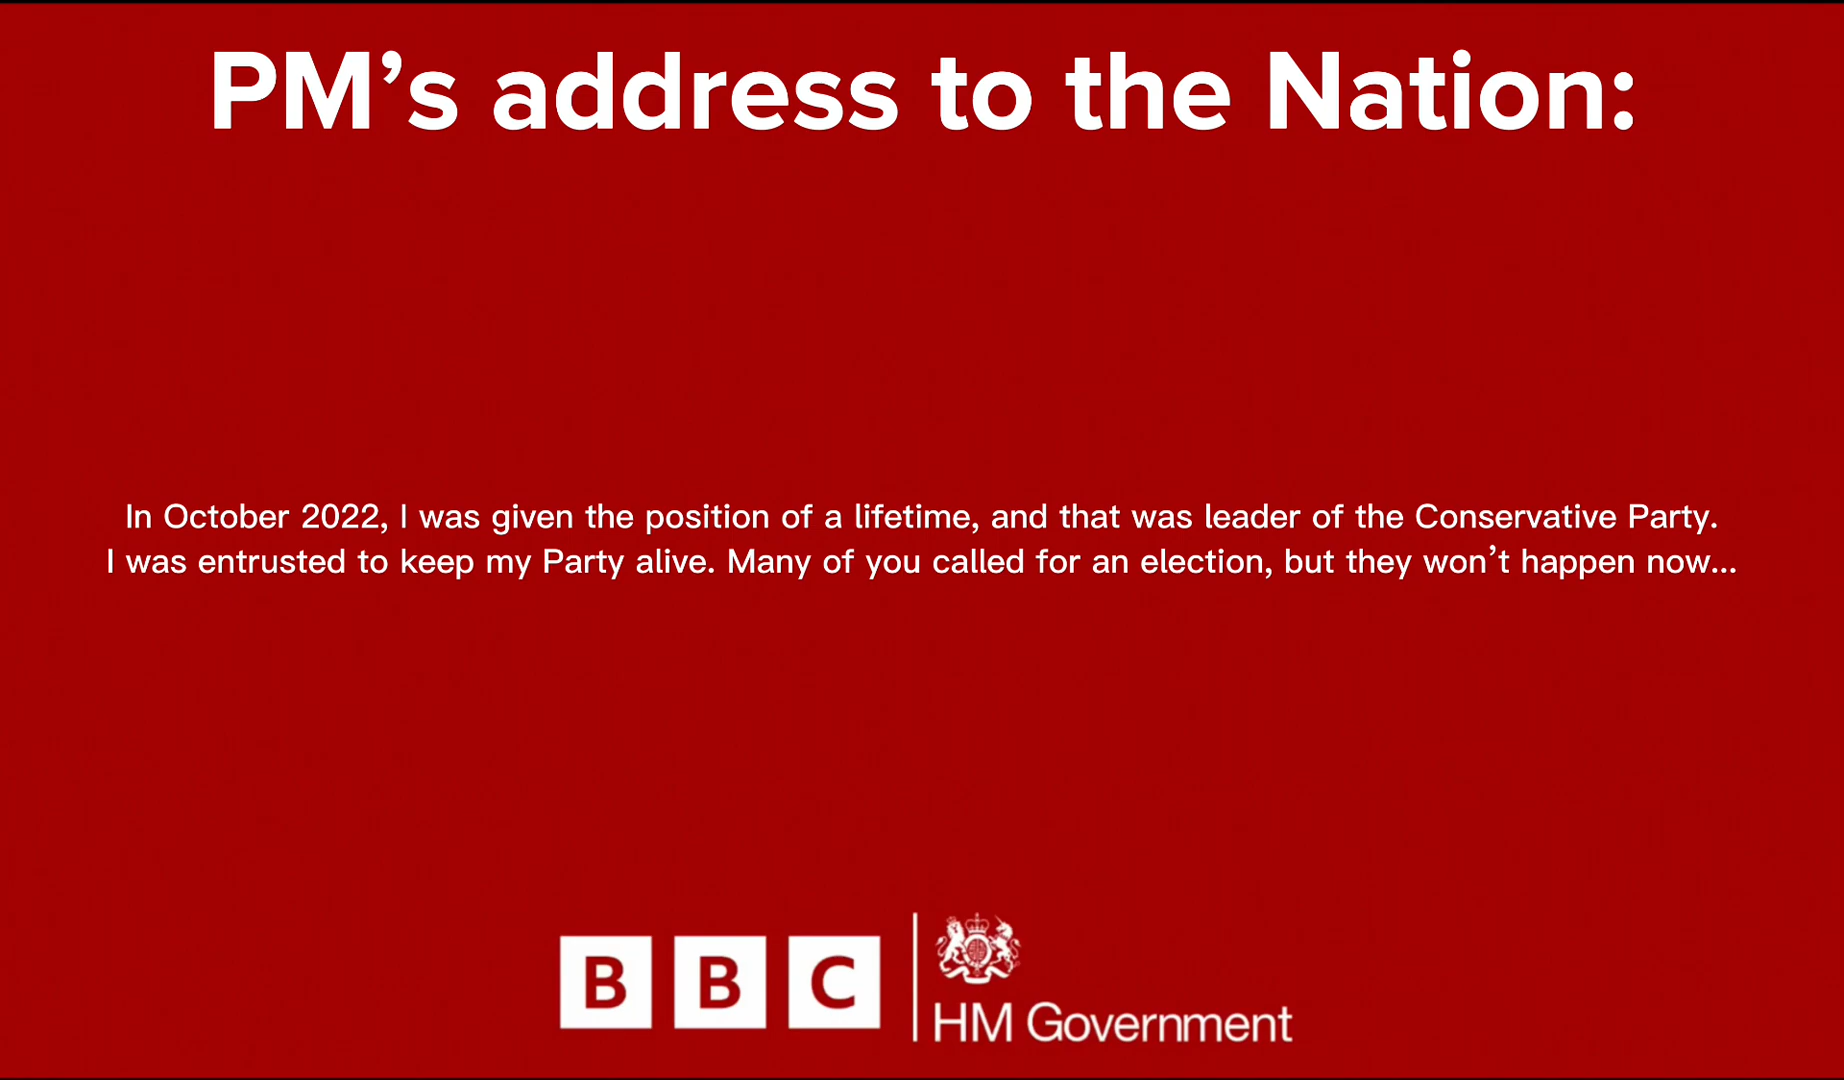 PM’s address to the Nation:
In October 2022, I was given the position of a lifetime, and that was leader of the Conservative Party.
I was entrusted to keep my Party alive. Many of you called for an election, but they won’t happen now...
BBC
HM Government